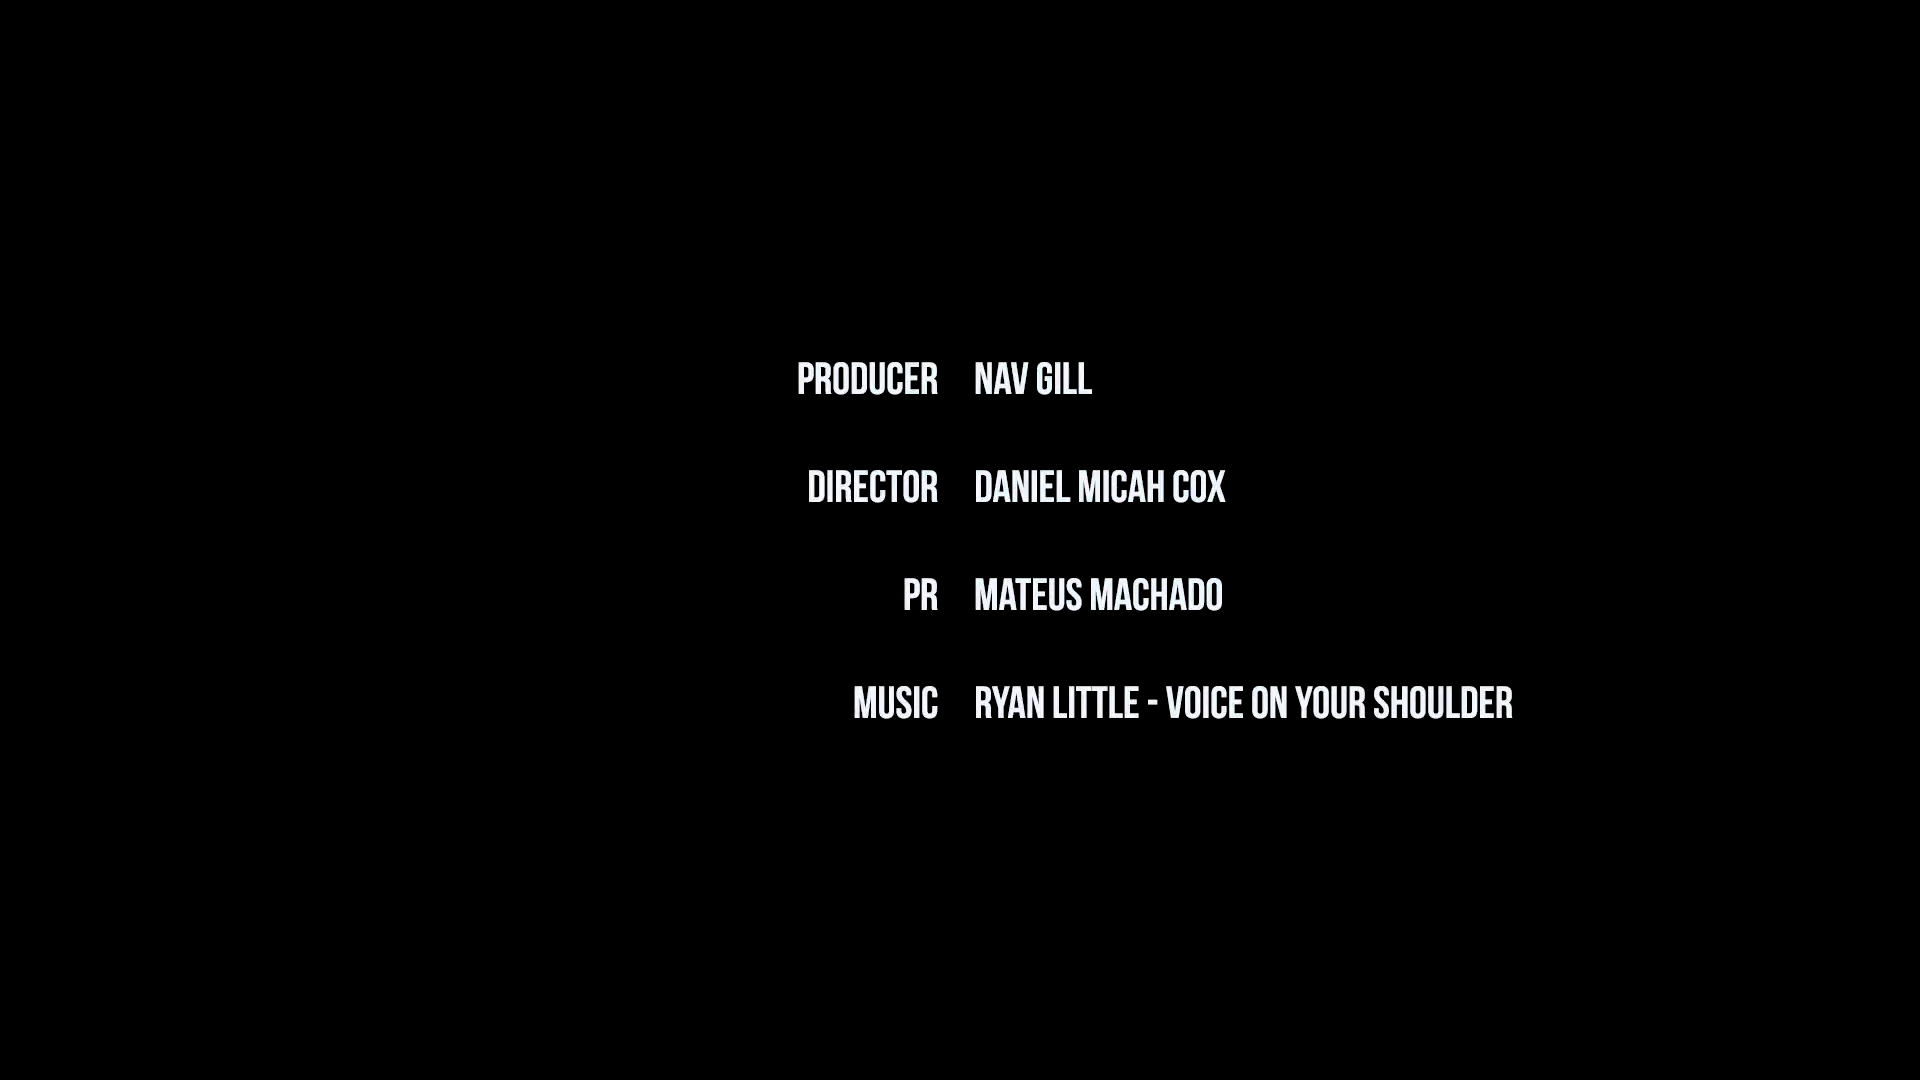 PRODUCER NAV GILL
DIRECTOR DANIEL MICAH COX
PR MATEUS MACHADO
MUSIC RYAN LITTLE - VOICE ON YOUR SHOULDER